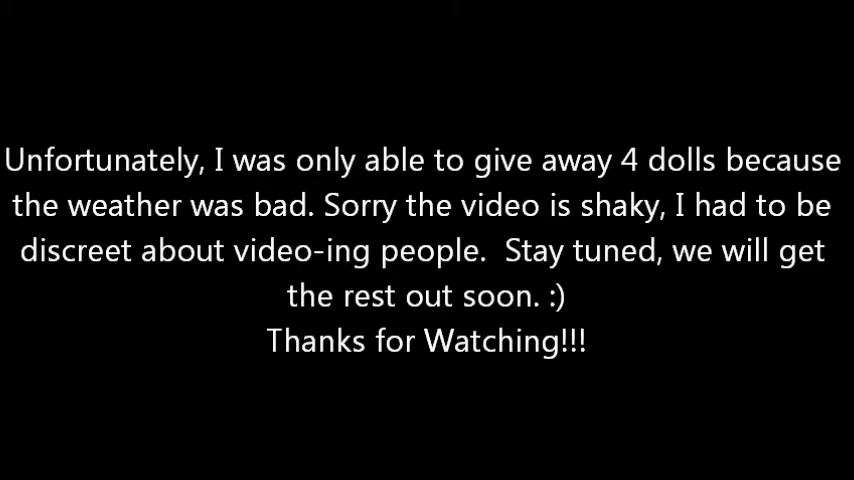 Unfortunately, I was only able to give away 4 dolls because
the weather was bad. Sorry the video is shaky, I had to be
discreet about video-ing people.  Stay tuned, we will get
the rest out soon. :)
Thanks for Watching!!!